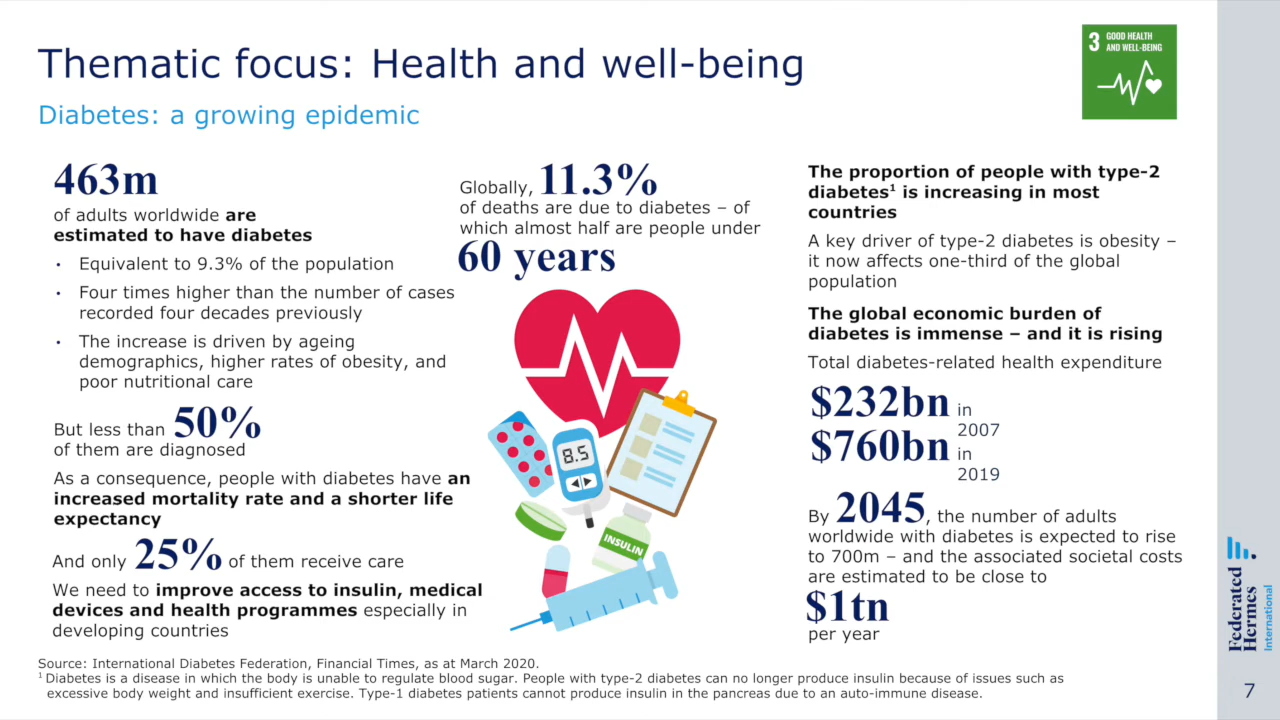 Thematic focus: Health and well-being
3 GOOD HEALTH
AND WELL-BEING
Diabetes: a growing epidemic
463m
of adults worldwide are
estimated to have diabetes
• Equivalent to 9.3% of the population
• Four times higher than the number of cases
recorded four decades previously
• The increase is driven by ageing
demographics, higher rates of obesity, and
poor nutritional care
But less than 50%
of them are diagnosed
As a consequence, people with diabetes have an
increased mortality rate and a shorter life
expectancy
And only 25% of them receive care
We need to improve access to insulin, medical
devices and health programmes especially in
developing countries
Globally, 11.3%
of deaths are due to diabetes – of
which almost half are people under
60 years
8.5
INSULIN
The proportion of people with type-2
diabetes¹ is increasing in most
countries
A key driver of type-2 diabetes is obesity –
it now affects one-third of the global
population
The global economic burden of
diabetes is immense – and it is rising
Total diabetes-related health expenditure
$232bn in
2007
$760bn in
2019
By 2045, the number of adults
worldwide with diabetes is expected to rise
to 700m – and the associated societal costs
are estimated to be close to
$1tn
per year
Source: International Diabetes Federation, Financial Times, as at March 2020.
¹ Diabetes is a disease in which the body is unable to regulate blood sugar. People with type-2 diabetes can no longer produce insulin because of issues such as
excessive body weight and insufficient exercise. Type-1 diabetes patients cannot produce insulin in the pancreas due to an auto-immune disease.
Federated
Hermes
International
7